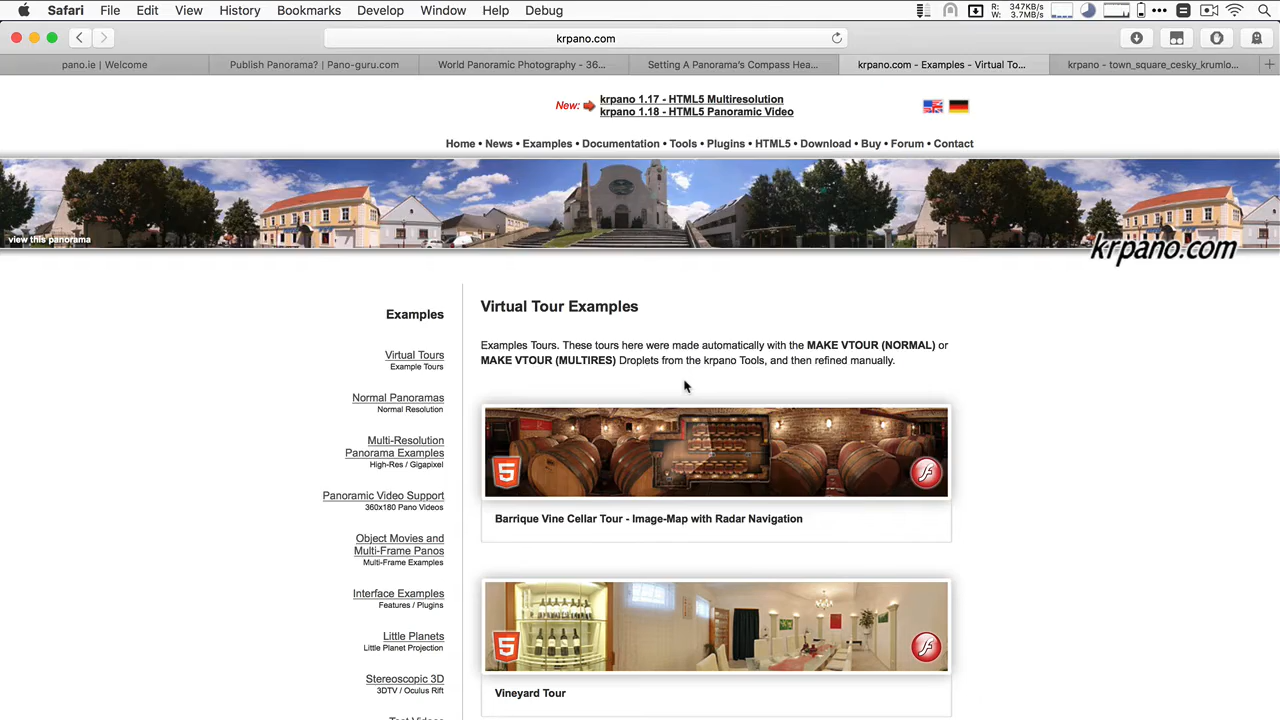 Safari File Edit View History Bookmarks Develop Window Help Debug
R: 347KB/s
W: 3.7MB/s
krpano.com
pano.ie | Welcome
Publish Panorama? | Pano-guru.com
World Panoramic Photography - 36...
Setting A Panorama's Compass Hea...
krpano.com - Examples - Virtual To...
krpano - town_square_cesky_krumlo...
New:
krpano 1.17 - HTML5 Multiresolution
krpano 1.18 - HTML5 Panoramic Video
Home • News • Examples • Documentation • Tools • Plugins • HTML5 • Download • Buy • Forum • Contact
view this panorama
krpano.com
Examples
Virtual Tours
Example Tours
Normal Panoramas
Normal Resolution
Multi-Resolution
Panorama Examples
High-Res / Gigapixel
Panoramic Video Support
360x180 Pano Videos
Object Movies and
Multi-Frame Panos
Multi-Frame Examples
Interface Examples
Features / Plugins
Little Planets
Little Planet Projection
Stereoscopic 3D
3DTV / Oculus Rift
Virtual Tour Examples
Examples Tours. These tours here were made automatically with the MAKE VTOUR (NORMAL) or
MAKE VTOUR (MULTIRES) Droplets from the krpano Tools, and then refined manually.
5
Barrique Vine Cellar Tour - Image-Map with Radar Navigation
5
Vineyard Tour